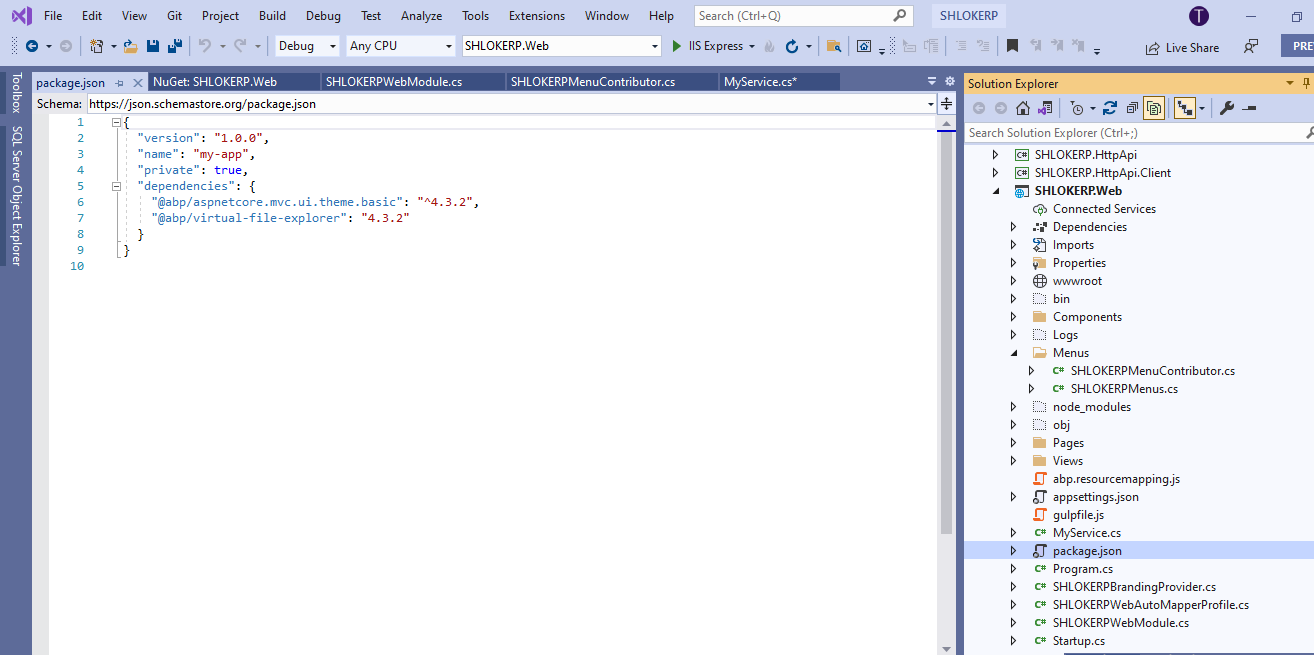 File Edit View Git Project Build Debug Test Analyze Tools Extensions Window Help Search (Ctrl+Q) SHLOKERP T
Debug Any CPU SHLOKERP.Web IIS Express Live Share PRE
package.json NuGet: SHLOKERP.Web SHLOKERPWebModule.cs SHLOKERPMenuContributor.cs MyService.cs*
Schema: https://json.schemastore.org/package.json
Toolbox
SQL Server Object Explorer
1 {
2 "version": "1.0.0",
3 "name": "my-app",
4 "private": true,
5 "dependencies": {
6 "@abp/aspnetcore.mvc.ui.theme.basic": "^4.3.2",
7 "@abp/virtual-file-explorer": "4.3.2"
8 }
9 }
10
Solution Explorer
Search Solution Explorer (Ctrl+;)
C# SHLOKERP.HttpApi
C# SHLOKERP.HttpApi.Client
SHLOKERP.Web
Connected Services
Dependencies
Imports
Properties
wwwroot
bin
Components
Logs
Menus
C# SHLOKERPMenuContributor.cs
C# SHLOKERPMenus.cs
node_modules
obj
Pages
Views
abp.resourcemapping.js
appsettings.json
gulpfile.js
C# MyService.cs
package.json
C# Program.cs
C# SHLOKERPBrandingProvider.cs
C# SHLOKERPWebAutoMapperProfile.cs
C# SHLOKERPWebModule.cs
C# Startup.cs